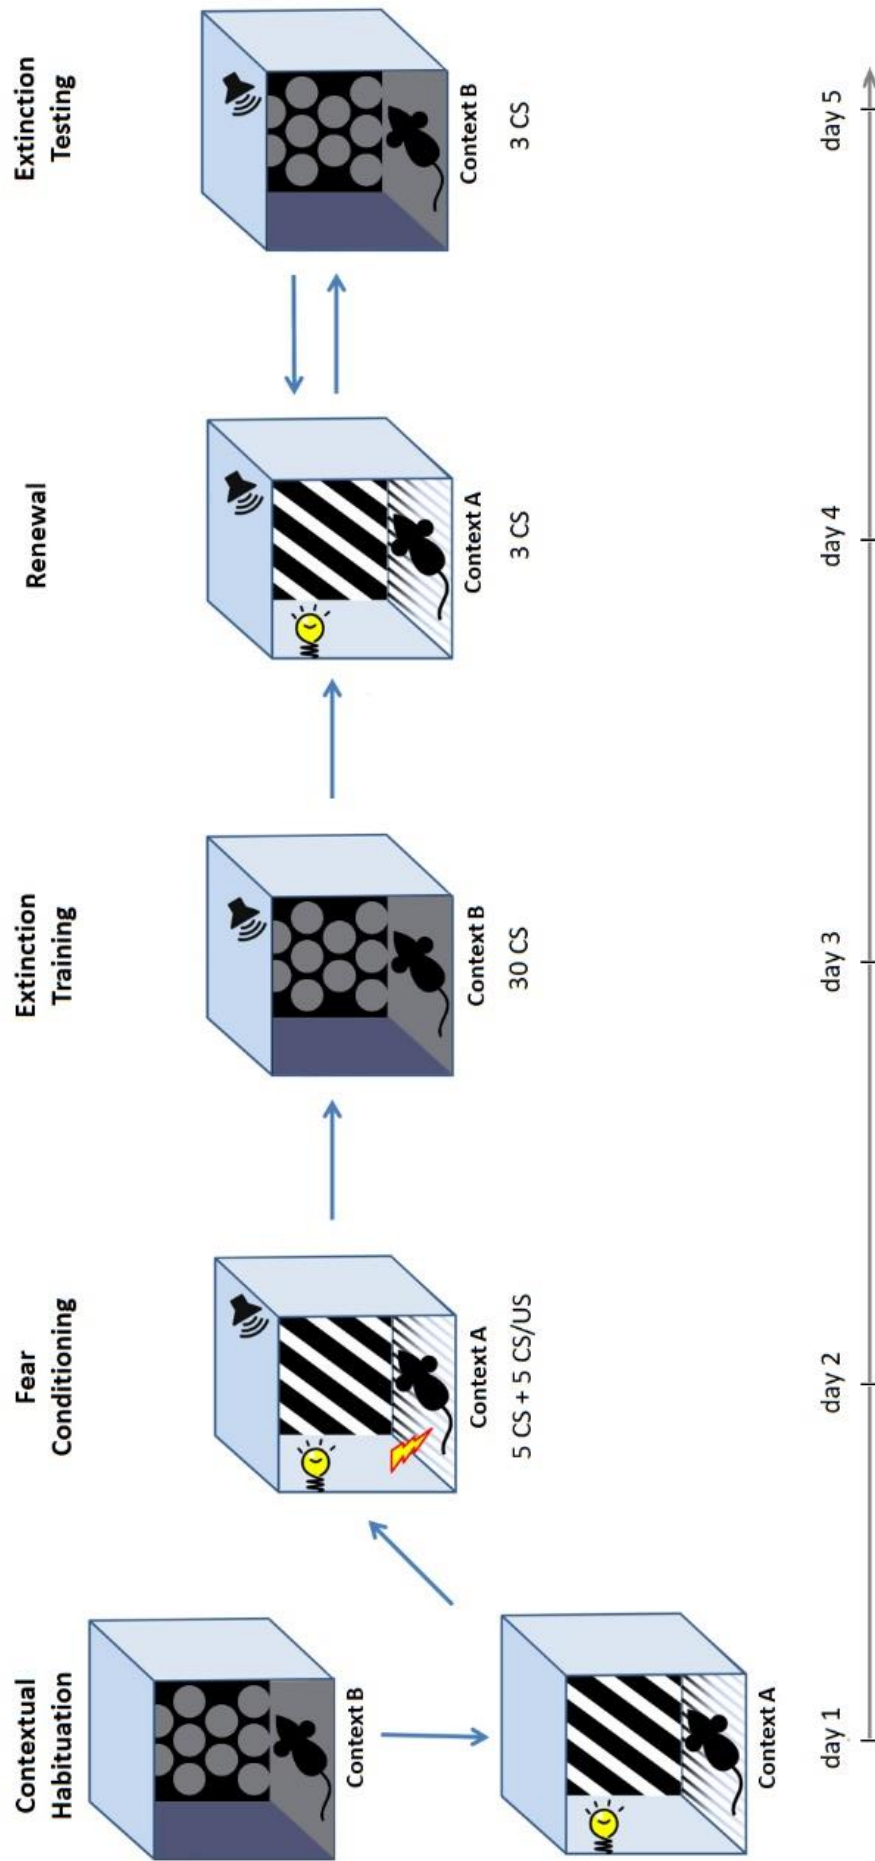 Contextual
Habituation
Context B
Context A
day 1
Fear
Conditioning
Context A
5 CS + 5 CS/US
day 2
Extinction
Training
Context B
30 CS
day 3
Renewal
Context A
3 CS
day 4
Extinction
Testing
Context B
3 CS
day 5